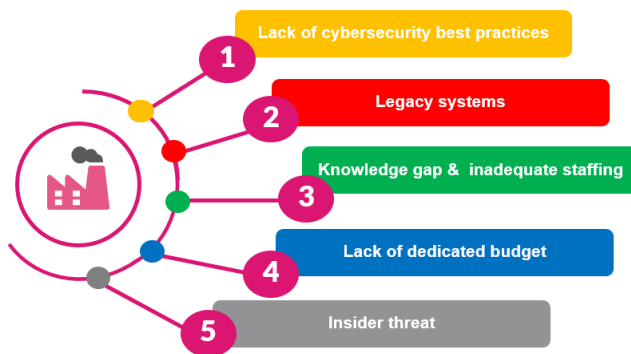 1
Lack of cybersecurity best practices
2
Legacy systems
3
Knowledge gap & inadequate staffing
4
Lack of dedicated budget
5
Insider threat